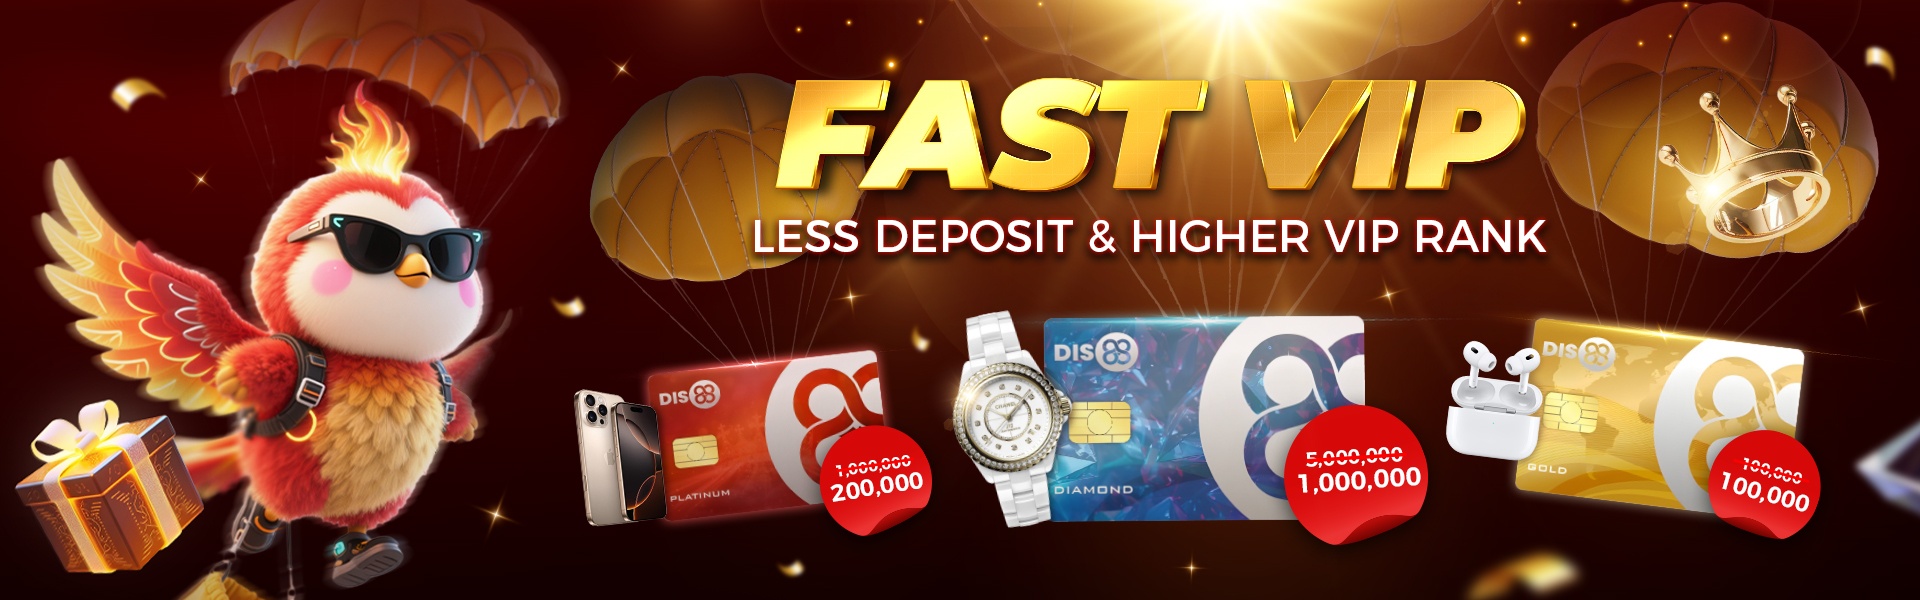 FAST VIP
LESS DEPOSIT & HIGHER VIP RANK
DIS88
PLATINUM
1,000,000
200,000
CHANEL
DIS88
DIAMOND
5,000,000
1,000,000
DIS88
GOLD
100,000
100,000